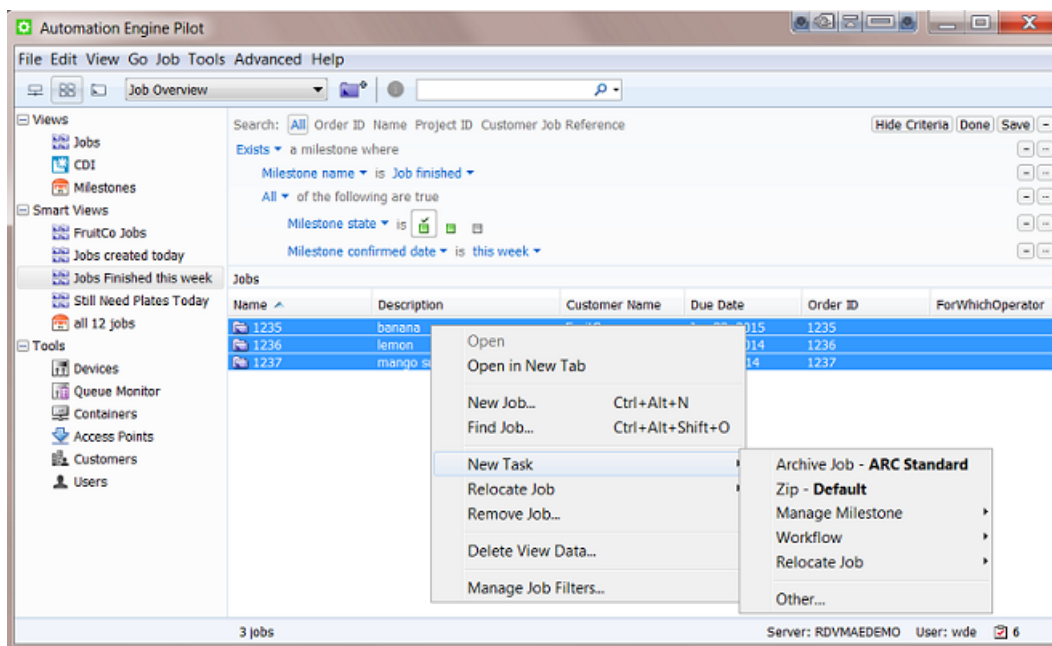 Automation Engine Pilot
File Edit View Go Job Tools Advanced Help
Job Overview
Views
Jobs
CDI
Milestones
Smart Views
FruitCo Jobs
Jobs created today
Jobs Finished this week
Still Need Plates Today
all 12 jobs
Tools
Devices
Queue Monitor
Containers
Access Points
Customers
Users
Search: All Order ID Name Project ID Customer Job Reference Hide Criteria Done Save
Exists a milestone where
Milestone name is Job finished
All of the following are true
Milestone state is
Milestone confirmed date is this week
Jobs
Name Description Customer Name Due Date Order ID ForWhichOperator
1235 banana 2015 1235
1236 lemon 014 1236
1237 mango 14 1237
Open
Open in New Tab
New Job... Ctrl+Alt+N
Find Job... Ctrl+Alt+Shift+O
New Task
Relocate Job
Remove Job...
Delete View Data...
Manage Job Filters...
Archive Job - ARC Standard
Zip - Default
Manage Milestone
Workflow
Relocate Job
Other...
3 jobs Server: RDVMAEDEMO User: wde 6